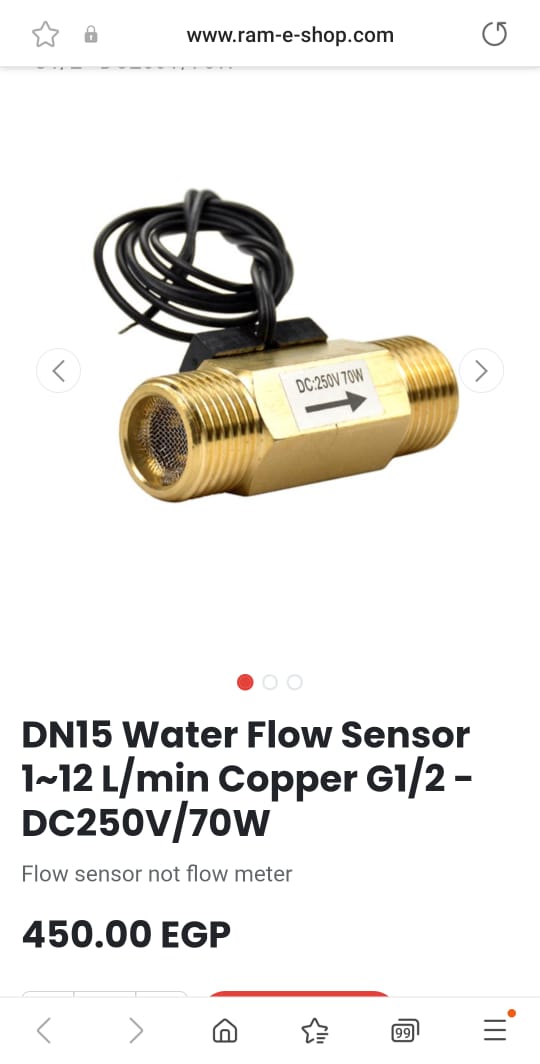 www.ram-e-shop.com
DC:250V 70W
DN15 Water Flow Sensor
1~12 L/min Copper G1/2 -
DC250V/70W
Flow sensor not flow meter
450.00 EGP
99